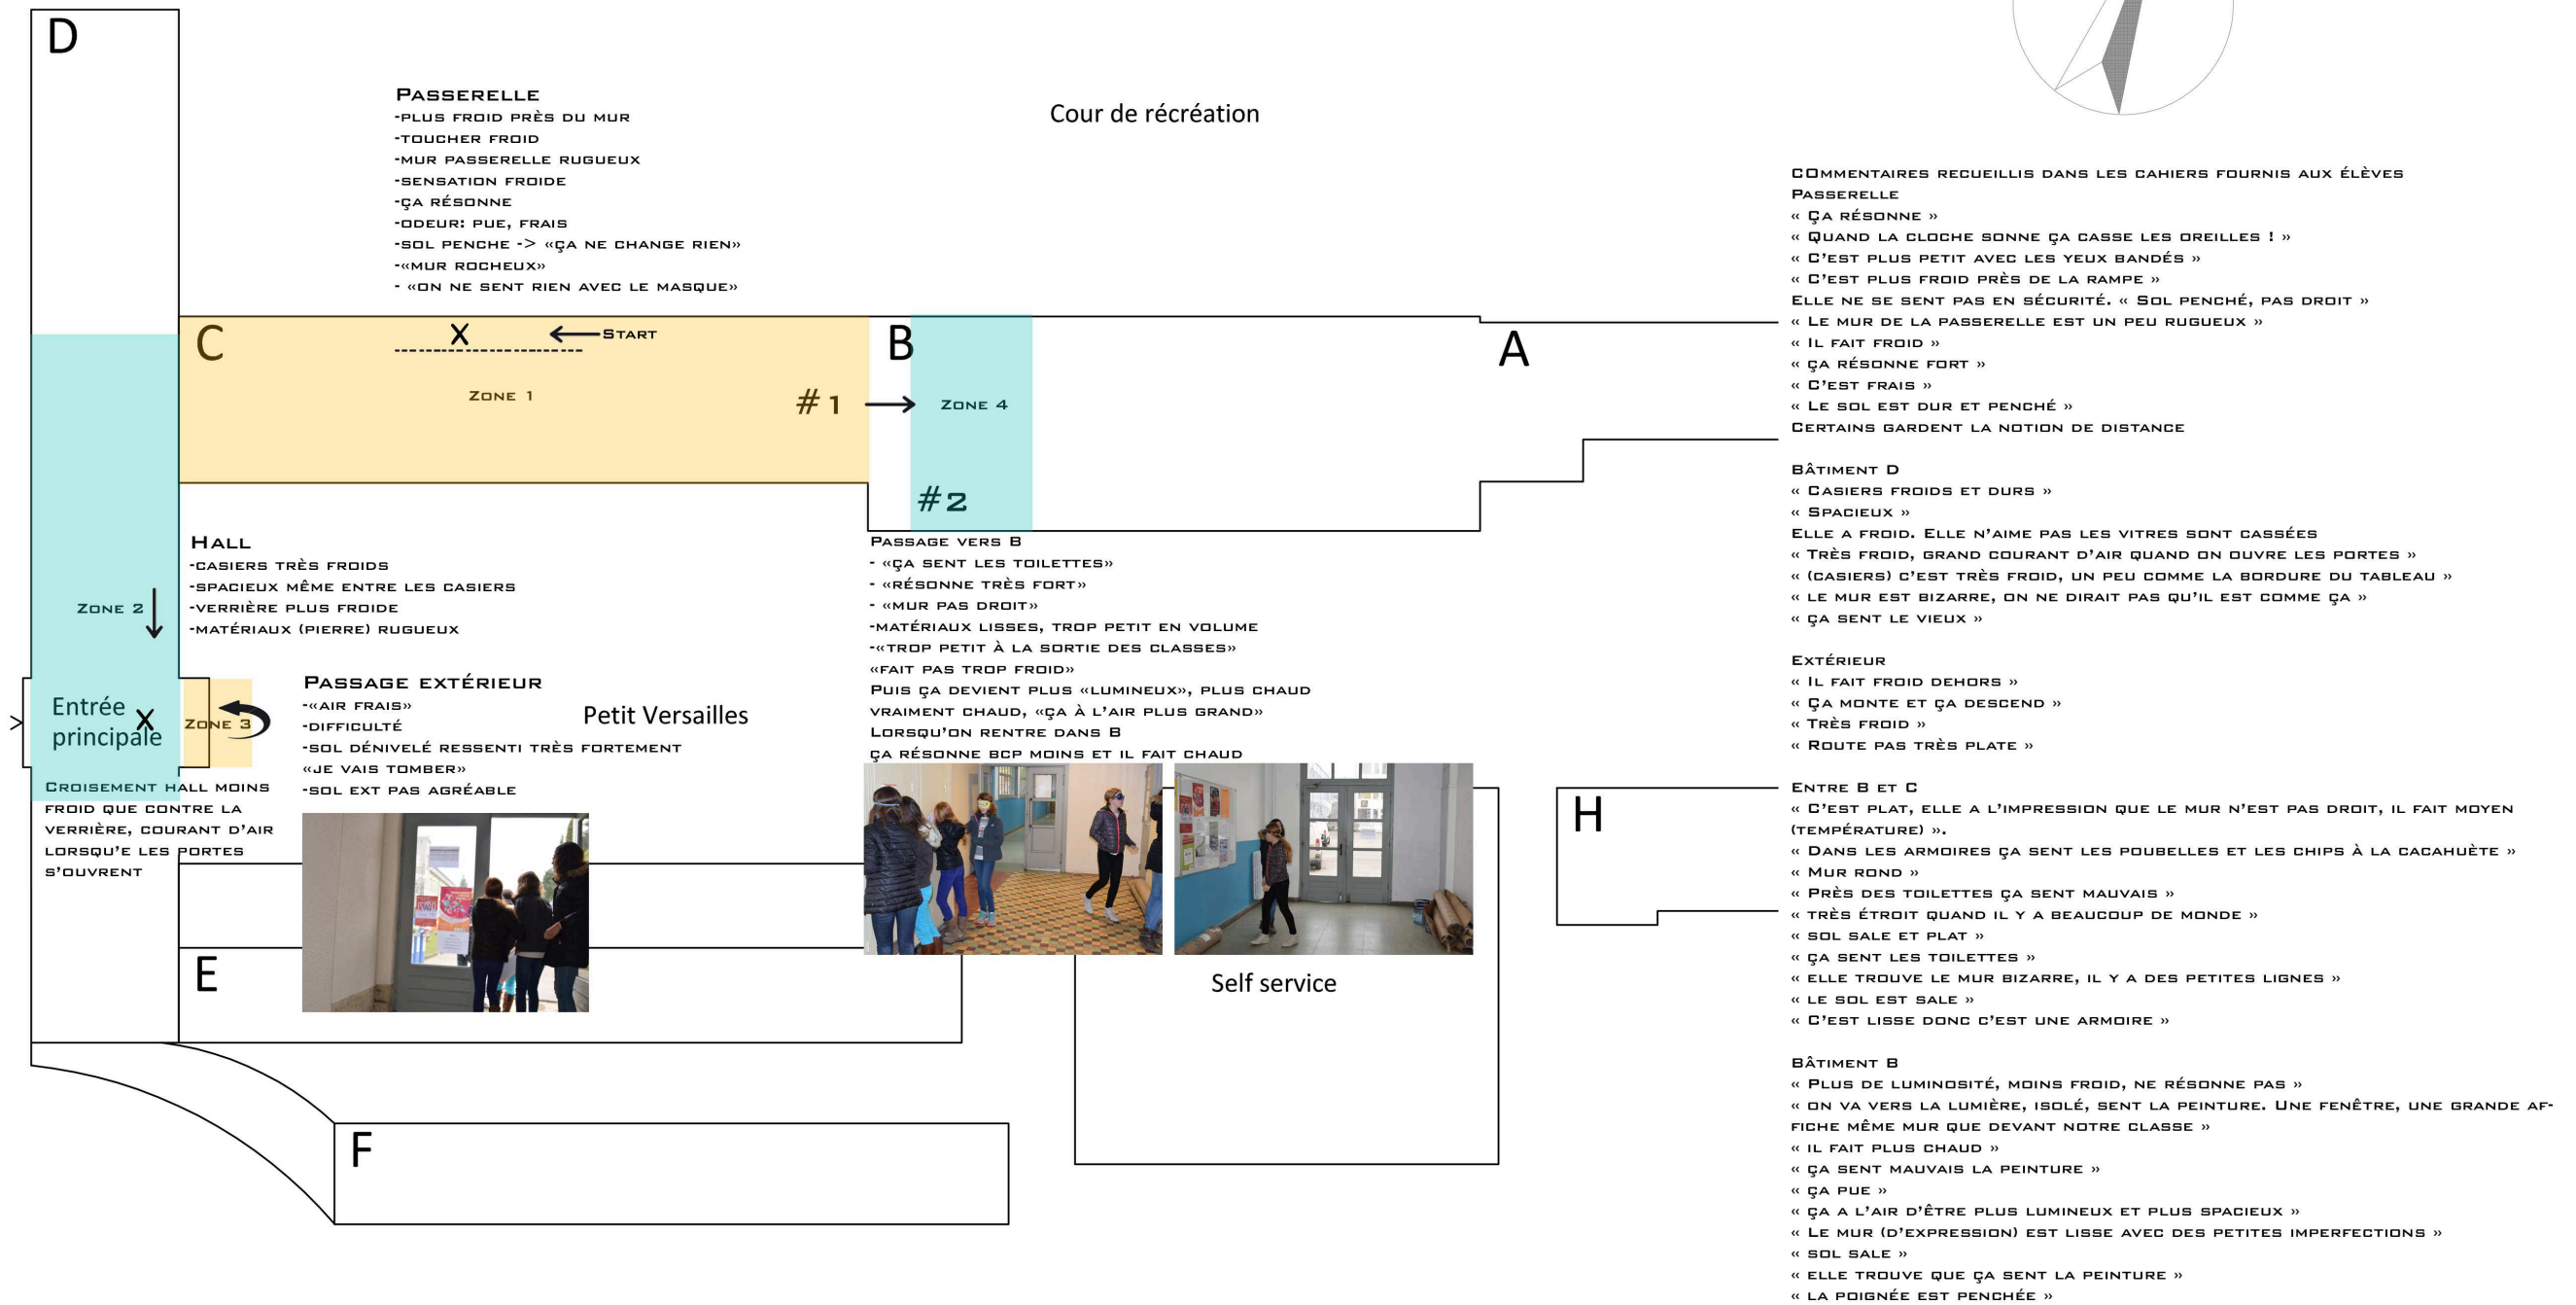 D
PASSERELLE
-PLUS FROID PRÈS DU MUR
-TOUCHER FROID
-MUR PASSERELLE RUGUEUX
-SENSATION FROIDE
-ÇA RÉSONNE
-ODEUR: PUE, FRAIS
-SOL PENCHE -> «ÇA NE CHANGE RIEN»
-«MUR ROCHEUX»
- «ON NE SENT RIEN AVEC LE MASQUE»
Cour de récréation
C
X
START
ZONE 1
#1
B
ZONE 4
#2
A
HALL
-CASIERS TRÈS FROIDS
-SPACIEUX MÊME ENTRE LES CASIERS
-VERRIÈRE PLUS FROIDE
-MATÉRIAUX (PIERRE) RUGUEUX
ZONE 2
Entrée
principale
X
ZONE 3
CROISEMENT HALL MOINS
FROID QUE CONTRE LA
VERRIÈRE, COURANT D'AIR
LORSQU'E LES PORTES
S'OUVRENT
PASSAGE EXTÉRIEUR
-«AIR FRAIS»
-DIFFICULTÉ
-SOL DÉNIVELÉ RESSENTI TRÈS FORTEMENT
«JE VAIS TOMBER»
-SOL EXT PAS AGRÉABLE
Petit Versailles
PASSAGE VERS B
- «ÇA SENT LES TOILETTES»
- «RÉSONNE TRÈS FORT»
- «MUR PAS DROIT»
-MATÉRIAUX LISSES, TROP PETIT EN VOLUME
-«TROP PETIT À LA SORTIE DES CLASSES»
«FAIT PAS TROP FROID»
PUIS ÇA DEVIENT PLUS «LUMINEUX», PLUS CHAUD
VRAIMENT CHAUD, «ÇA À L'AIR PLUS GRAND»
LORSQU'ON RENTRE DANS B
ÇA RÉSONNE BCP MOINS ET IL FAIT CHAUD
E
Self service
H
F
COMMENTAIRES RECUEILLIS DANS LES CAHIERS FOURNIS AUX ÉLÈVES
PASSERELLE
« ÇA RÉSONNE »
« QUAND LA CLOCHE SONNE ÇA CASSE LES OREILLES ! »
« C'EST PLUS PETIT AVEC LES YEUX BANDÉS »
« C'EST PLUS FROID PRÈS DE LA RAMPE »
ELLE NE SE SENT PAS EN SÉCURITÉ. « SOL PENCHÉ, PAS DROIT »
« LE MUR DE LA PASSERELLE EST UN PEU RUGUEUX »
« IL FAIT FROID »
« ÇA RÉSONNE FORT »
« C'EST FRAIS »
« LE SOL EST DUR ET PENCHÉ »
CERTAINS GARDENT LA NOTION DE DISTANCE
BÂTIMENT D
« CASIERS FROIDS ET DURS »
« SPACIEUX »
ELLE A FROID. ELLE N'AIME PAS LES VITRES SONT CASSÉES
« TRÈS FROID, GRAND COURANT D'AIR QUAND ON OUVRE LES PORTES »
« (CASIERS) C'EST TRÈS FROID, UN PEU COMME LA BORDURE DU TABLEAU »
« LE MUR EST BIZARRE, ON NE DIRAIT PAS QU'IL EST COMME ÇA »
« ÇA SENT LE VIEUX »
EXTÉRIEUR
« IL FAIT FROID DEHORS »
« ÇA MONTE ET ÇA DESCEND »
« TRÈS FROID »
« ROUTE PAS TRÈS PLATE »
ENTRE B ET C
« C'EST PLAT, ELLE A L'IMPRESSION QUE LE MUR N'EST PAS DROIT, IL FAIT MOYEN
(TEMPÉRATURE) ».
« DANS LES ARMOIRES ÇA SENT LES POUBELLES ET LES CHIPS À LA CACAHUÈTE »
« MUR ROND »
« PRÈS DES TOILETTES ÇA SENT MAUVAIS »
« TRÈS ÉTROIT QUAND IL Y A BEAUCOUP DE MONDE »
« SOL SALE ET PLAT »
« ÇA SENT LES TOILETTES »
« ELLE TROUVE LE MUR BIZARRE, IL Y A DES PETITES LIGNES »
« LE SOL EST SALE »
« C'EST LISSE DONC C'EST UNE ARMOIRE »
BÂTIMENT B
« PLUS DE LUMINOSITÉ, MOINS FROID, NE RÉSONNE PAS »
« ON VA VERS LA LUMIÈRE, ISOLÉ, SENT LA PEINTURE. UNE FENÊTRE, UNE GRANDE AF-
FICHE MÊME MUR QUE DEVANT NOTRE CLASSE »
« IL FAIT PLUS CHAUD »
« ÇA SENT MAUVAIS LA PEINTURE »
« ÇA PUE »
« ÇA A L'AIR D'ÊTRE PLUS LUMINEUX ET PLUS SPACIEUX »
« LE MUR (D'EXPRESSION) EST LISSE AVEC DES PETITES IMPERFECTIONS »
« SOL SALE »
« ELLE TROUVE QUE ÇA SENT LA PEINTURE »
« LA POIGNÉE EST PENCHÉE »